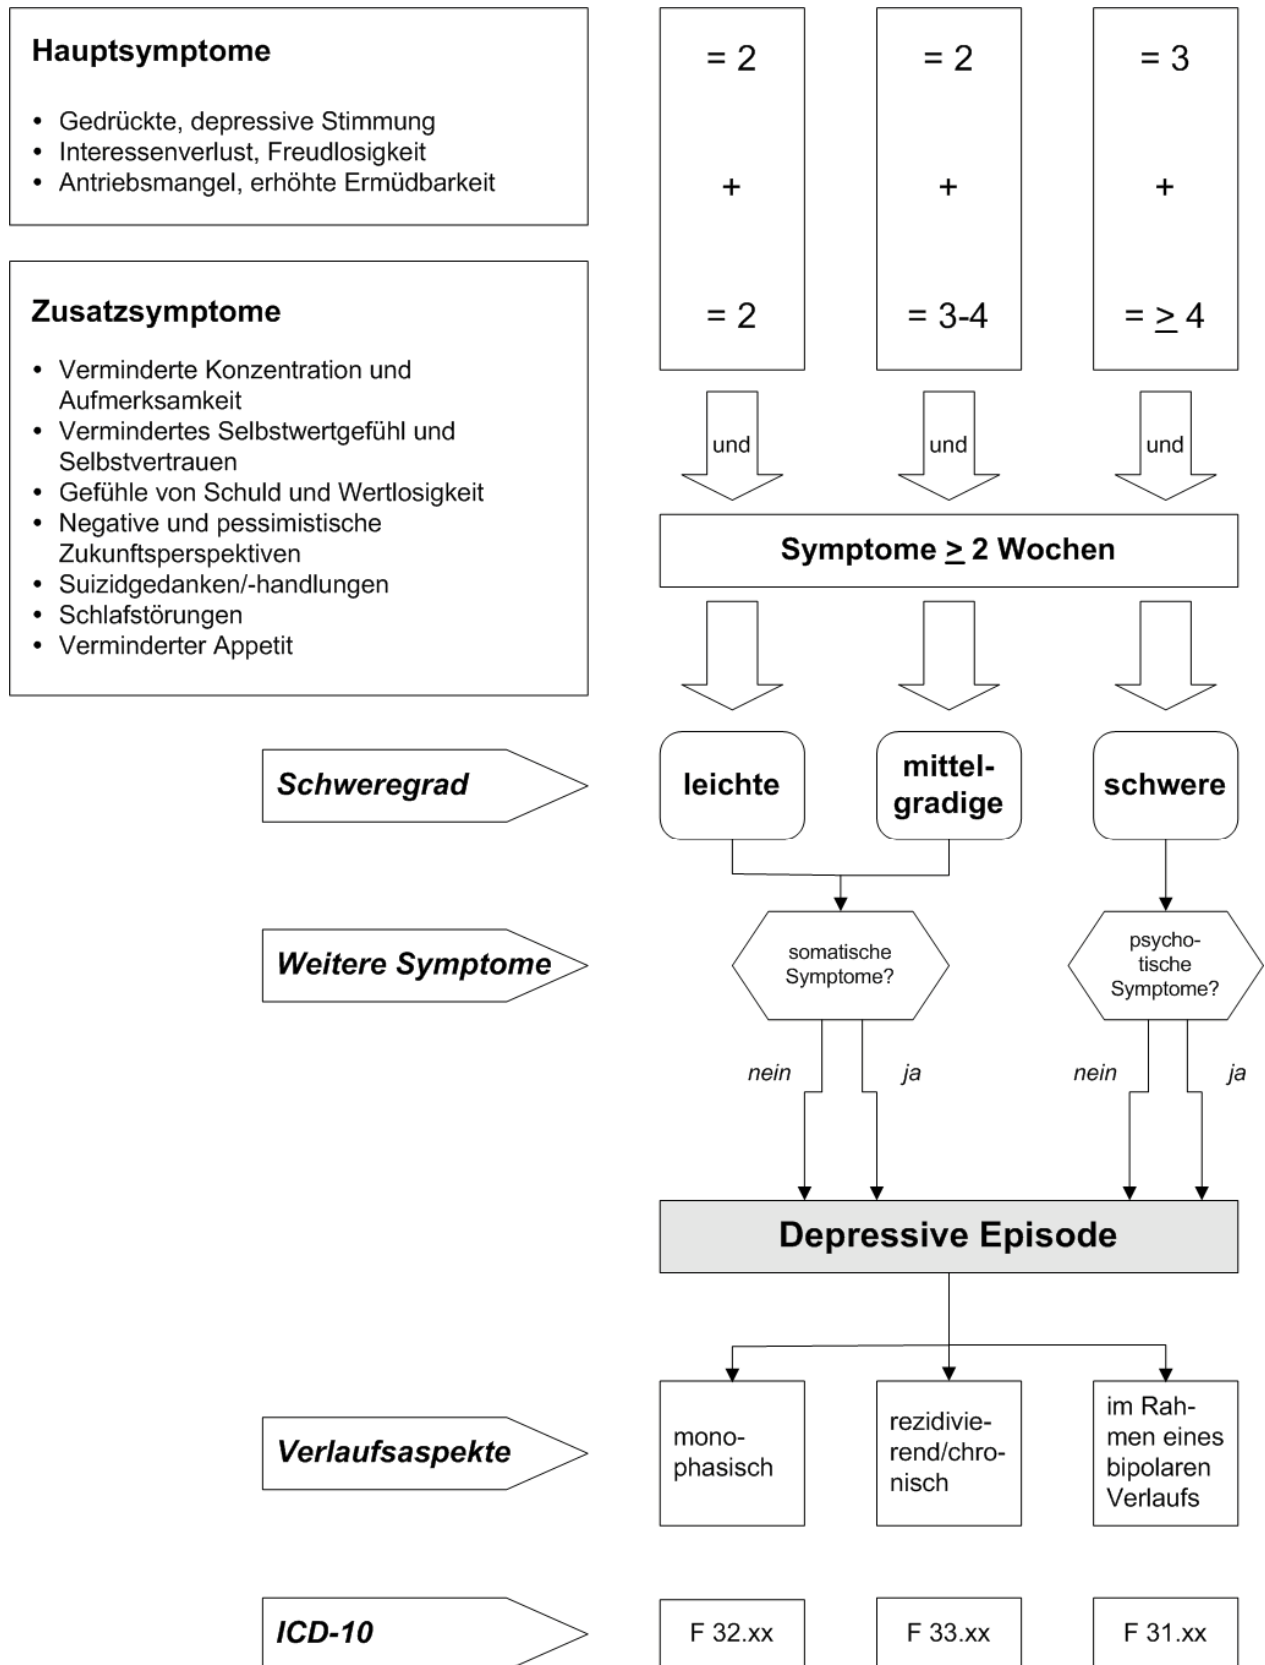 Hauptsymptome
• Gedrückte, depressive Stimmung
• Interessenverlust, Freudlosigkeit
• Antriebsmangel, erhöhte Ermüdbarkeit
= 2
= 2
= 3
+
+
+
Zusatzsymptome
• Verminderte Konzentration und
Aufmerksamkeit
• Vermindertes Selbstwertgefühl und
Selbstvertrauen
• Gefühle von Schuld und Wertlosigkeit
• Negative und pessimistische
Zukunftsperspektiven
• Suizidgedanken/-handlungen
• Schlafstörungen
• Verminderter Appetit
= 2
= 3-4
= ≥ 4
und
und
und
Symptome ≥ 2 Wochen
Schweregrad
leichte
mittel-
gradige
schwere
Weitere Symptome
somatische
Symptome?
psycho-
tische
Symptome?
nein
ja
nein
ja
Depressive Episode
Verlaufsaspekte
mono-
phasisch
rezidivie-
rend/chro-
nisch
im Rah-
men eines
bipolaren
Verlaufs
ICD-10
F 32.xx
F 33.xx
F 31.xx